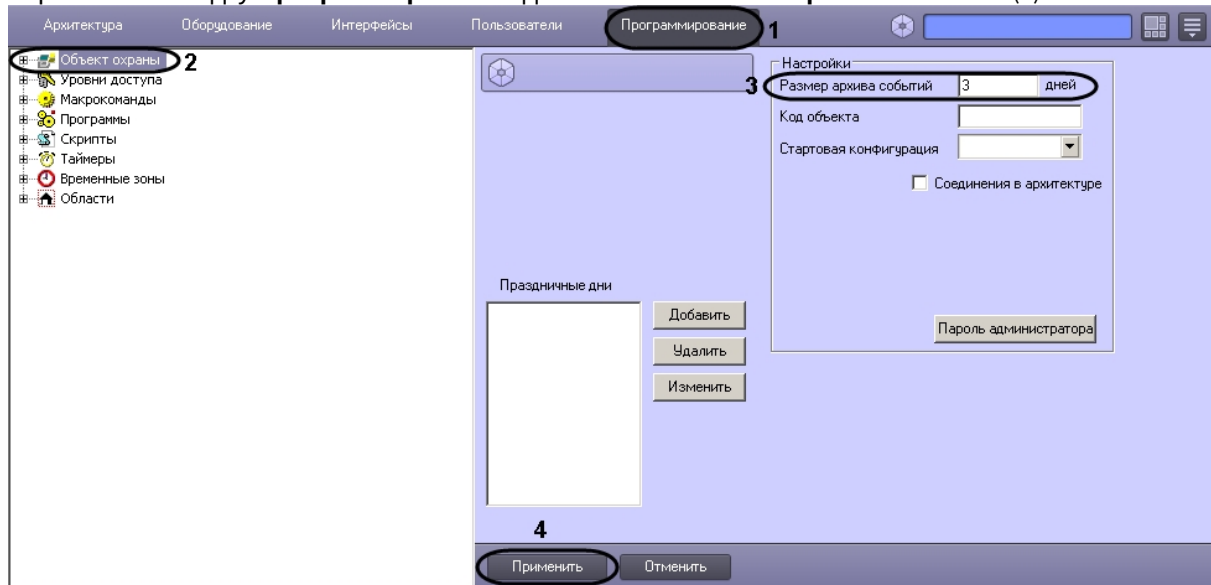 Архитектура Оборудование Интерфейсы Пользователи Программирование 1
Объект охраны 2
Уровни доступа
Макрокоманды
Программы
Скрипты
Таймеры
Временные зоны
Области
Настройки
3 Размер архива событий 3 дней
Код объекта
Стартовая конфигурация
Соединения в архитектуре
Пароль администратора
Праздничные дни
Добавить
Удалить
Изменить
4
Применить Отменить